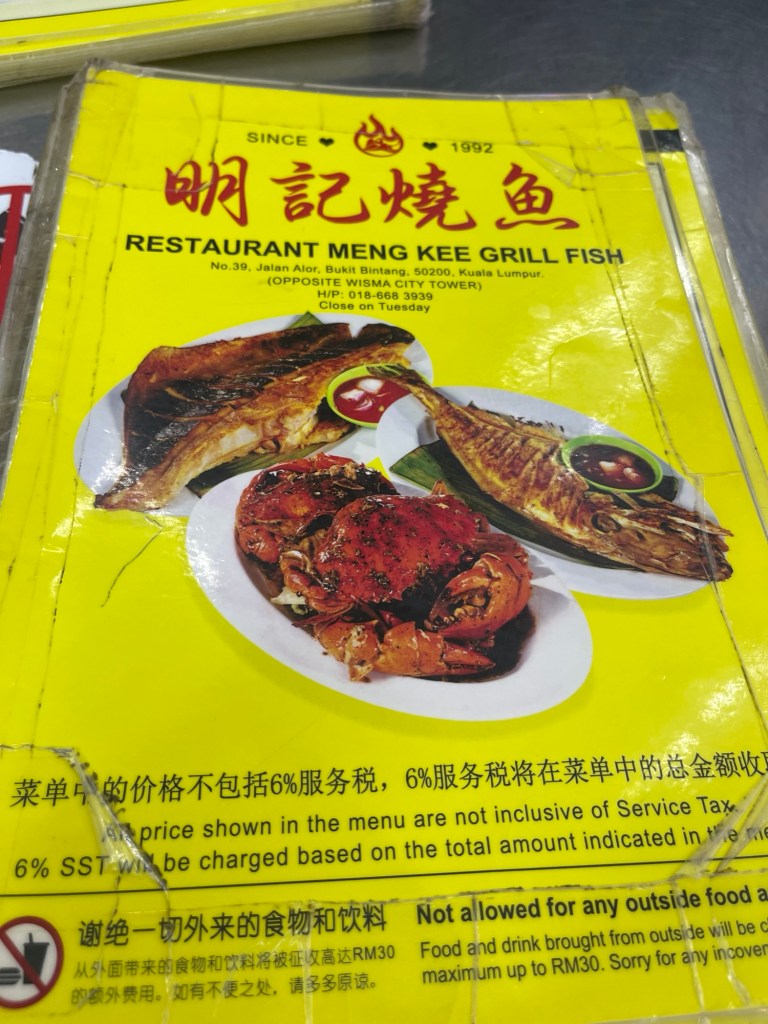 SINCE 1992
明記燒魚
RESTAURANT MENG KEE GRILL FISH
No.39, Jalan Alor, Bukit Bintang, 50200, Kuala Lumpur.
(OPPOSITE WISMA CITY TOWER)
H/P: 018-668 3939
Close on Tuesday
菜单中的价格不包括6%服务税，6%服务税将在菜单中的总金额收
price shown in the menu are not inclusive of Service Tax
6% SST will be charged based on the total amount indicated in the
谢绝一切外来的食物和饮料
从外面带来的食物和饮料将被征收高达RM30
的额外费用。如有不便之处，请多多原谅。
Not allowed for any outside food
Food and drink brought from outside will be
maximum up to RM30. Sorry for any